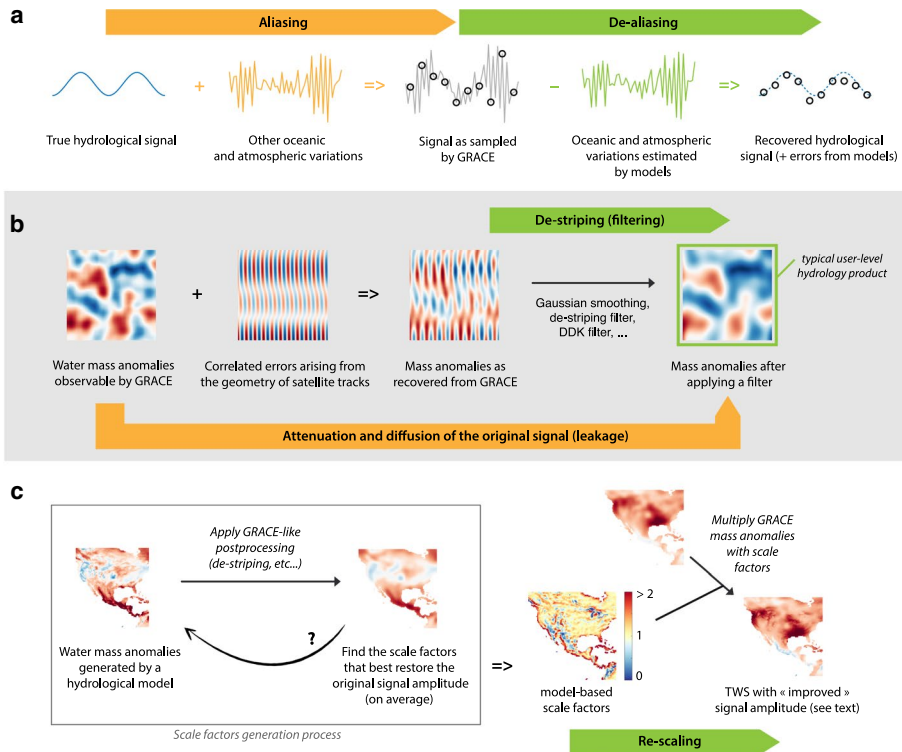 a
Aliasing
De-aliasing
+
=>
–
=>
True hydrological signal
Other oceanic
and atmospheric variations
Signal as sampled
by GRACE
Oceanic and atmospheric
variations estimated
by models
Recovered hydrological
signal (+ errors from models)
b
De-striping (filtering)
typical user-level
hydrology product
+
=>
Gaussian smoothing,
de-striping filter,
DDK filter, ...
Water mass anomalies
observable by GRACE
Correlated errors arising from
the geometry of satellite tracks
Mass anomalies as
recovered from GRACE
Mass anomalies after
applying a filter
Attenuation and diffusion of the original signal (leakage)
c
Apply GRACE-like
postprocessing
(de-striping, etc...)
?
Water mass anomalies
generated by a
hydrological model
Find the scale factors
that best restore the
original signal amplitude
(on average)
Scale factors generation process
=>
Multiply GRACE
mass anomalies
with scale
factors
> 2
1
0
model-based
scale factors
TWS with « improved »
signal amplitude (see text)
Re-scaling